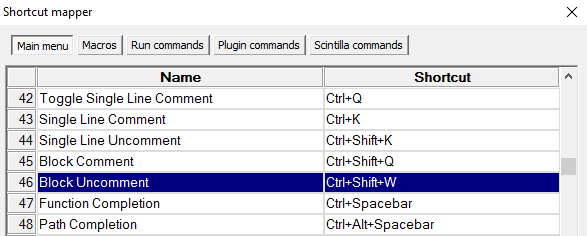 Shortcut mapper
Main menu Macros Run commands Plugin commands Scintilla commands
Name Shortcut
42 Toggle Single Line Comment Ctrl+Q
43 Single Line Comment Ctrl+K
44 Single Line Uncomment Ctrl+Shift+K
45 Block Comment Ctrl+Shift+Q
46 Block Uncomment Ctrl+Shift+W
47 Function Completion Ctrl+Spacebar
48 Path Completion Ctrl+Alt+Spacebar